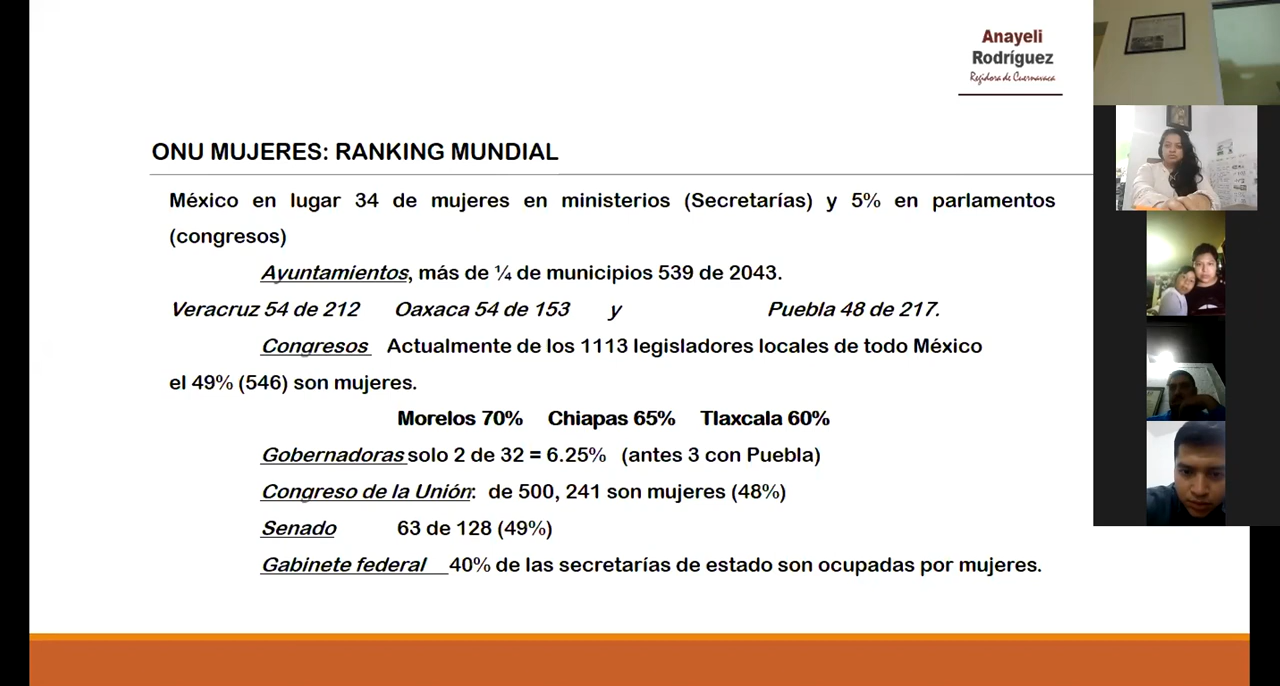 Anayeli
Rodríguez
Regidora de Cuernavaca
ONU MUJERES: RANKING MUNDIAL
México en lugar 34 de mujeres en ministerios (Secretarías) y 5% en parlamentos
(congresos)
Ayuntamientos, más de ¼ de municipios 539 de 2043.
Veracruz 54 de 212 Oaxaca 54 de 153 y Puebla 48 de 217.
Congresos Actualmente de los 1113 legisladores locales de todo México
el 49% (546) son mujeres.
Morelos 70% Chiapas 65% Tlaxcala 60%
Gobernadoras solo 2 de 32 = 6.25% (antes 3 con Puebla)
Congreso de la Unión: de 500, 241 son mujeres (48%)
Senado 63 de 128 (49%)
Gabinete federal 40% de las secretarías de estado son ocupadas por mujeres.